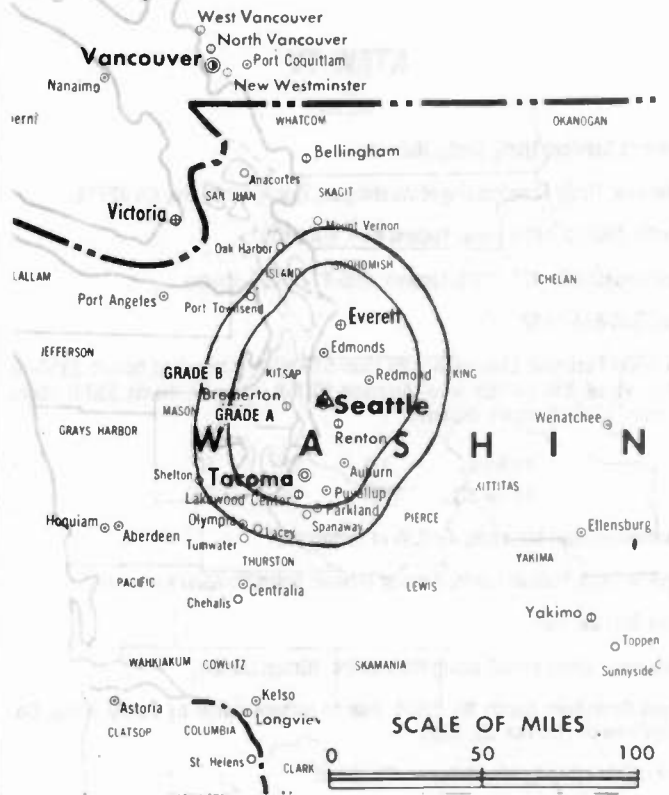 West Vancouver
North Vancouver
Vancouver
Port Coquitlam
Nanaimo
New Westminster
WHATCOM
OKANOGAN
Bellingham
Anacortes
SAN JUAN
SKAGIT
Victoria
Mount Vernon
Oak Harbor
SNOHOMISH
ISLAND
CHELAN
Port Angeles
Port Townsend
Everett
Edmonds
JEFFERSON
GRADE B
KITSAP
Redmond
KING
Bremerton
MASON
GRADE A
Seattle
GRAYS HARBOR
Wenatchee
Renton
W A S H I N
Shelton
Tacoma
Auburn
KITTITAS
Lakewood Center
Puyallup
Parkland
Hoquiam
Aberdeen
Olympia
Lacey
Spanaway
PIERCE
Ellensburg
Tumwater
THURSTON
YAKIMA
PACIFIC
Centralia
LEWIS
Chehalis
Yakimo
Toppen
WAHKIAKUM
COWLITZ
SKAMANIA
Sunnyside
Kelso
Astoria
Longview
CLATSOP
COLUMBIA
SCALE OF MILES
St. Helens
CLARK
0 50 100